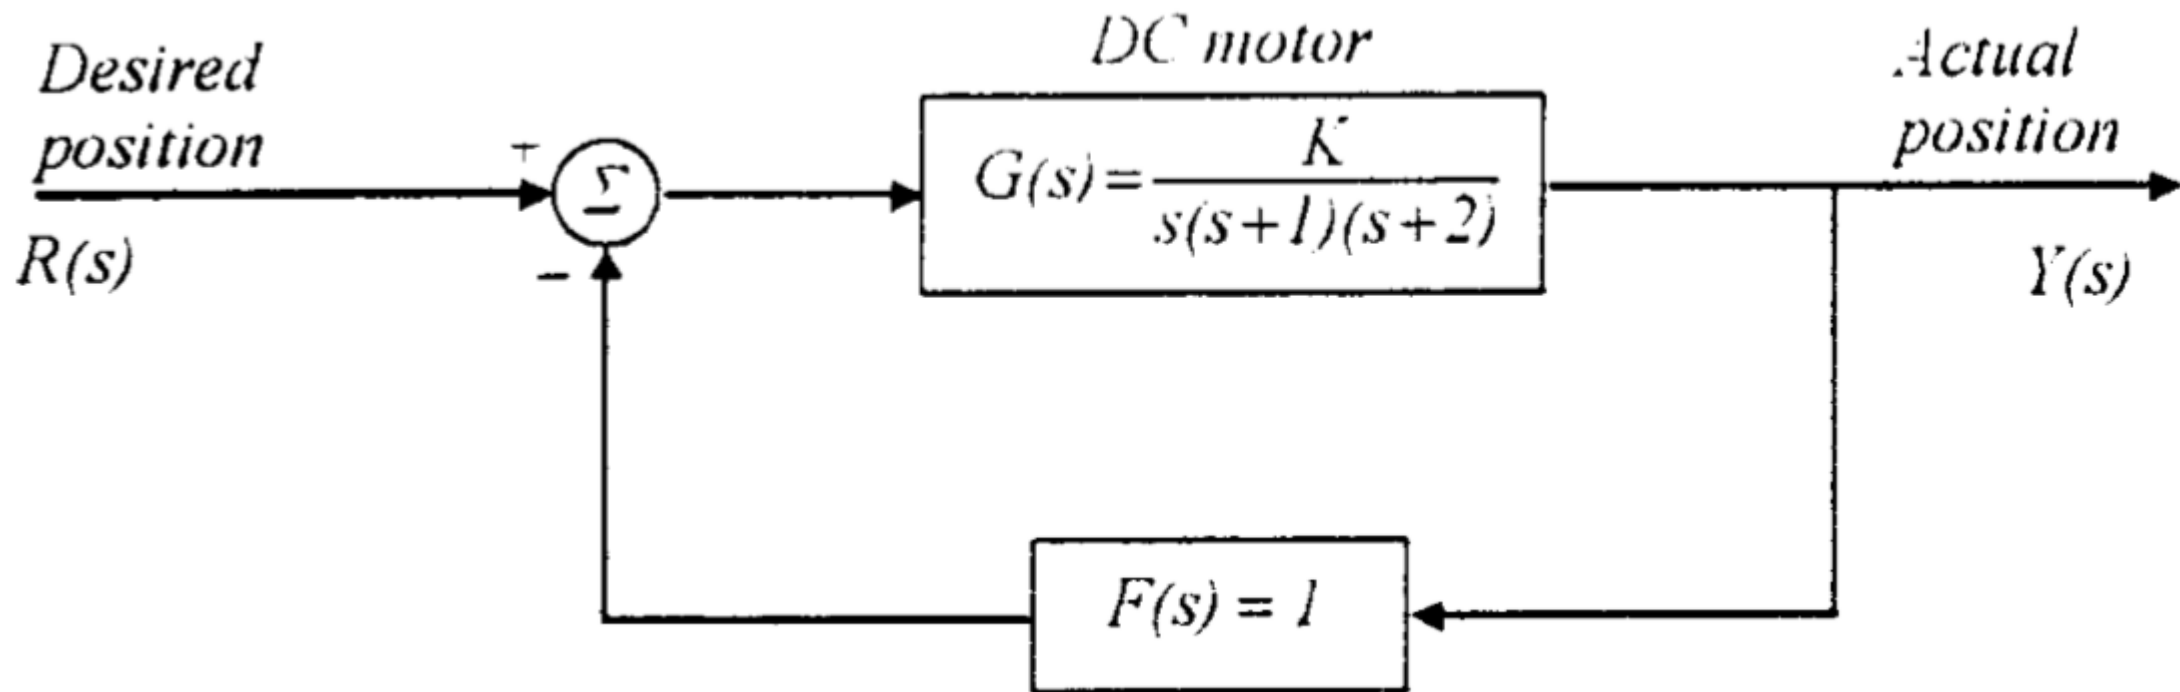 DC motor
Desired
position
Actual
position
+
Σ
−
G(s) = K / s(s+1)(s+2)
R(s)
Y(s)
F(s) = 1